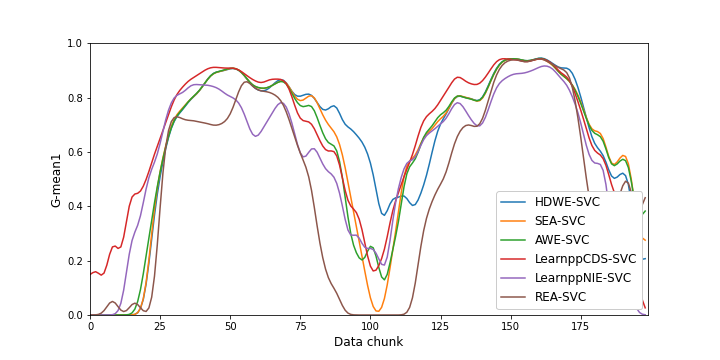 1.0
0.8
0.6
0.4
0.2
0.0
G-mean1
0 25 50 75 100 125 150 175
Data chunk
HDWE-SVC
SEA-SVC
AWE-SVC
LearnppCDS-SVC
LearnppNIE-SVC
REA-SVC